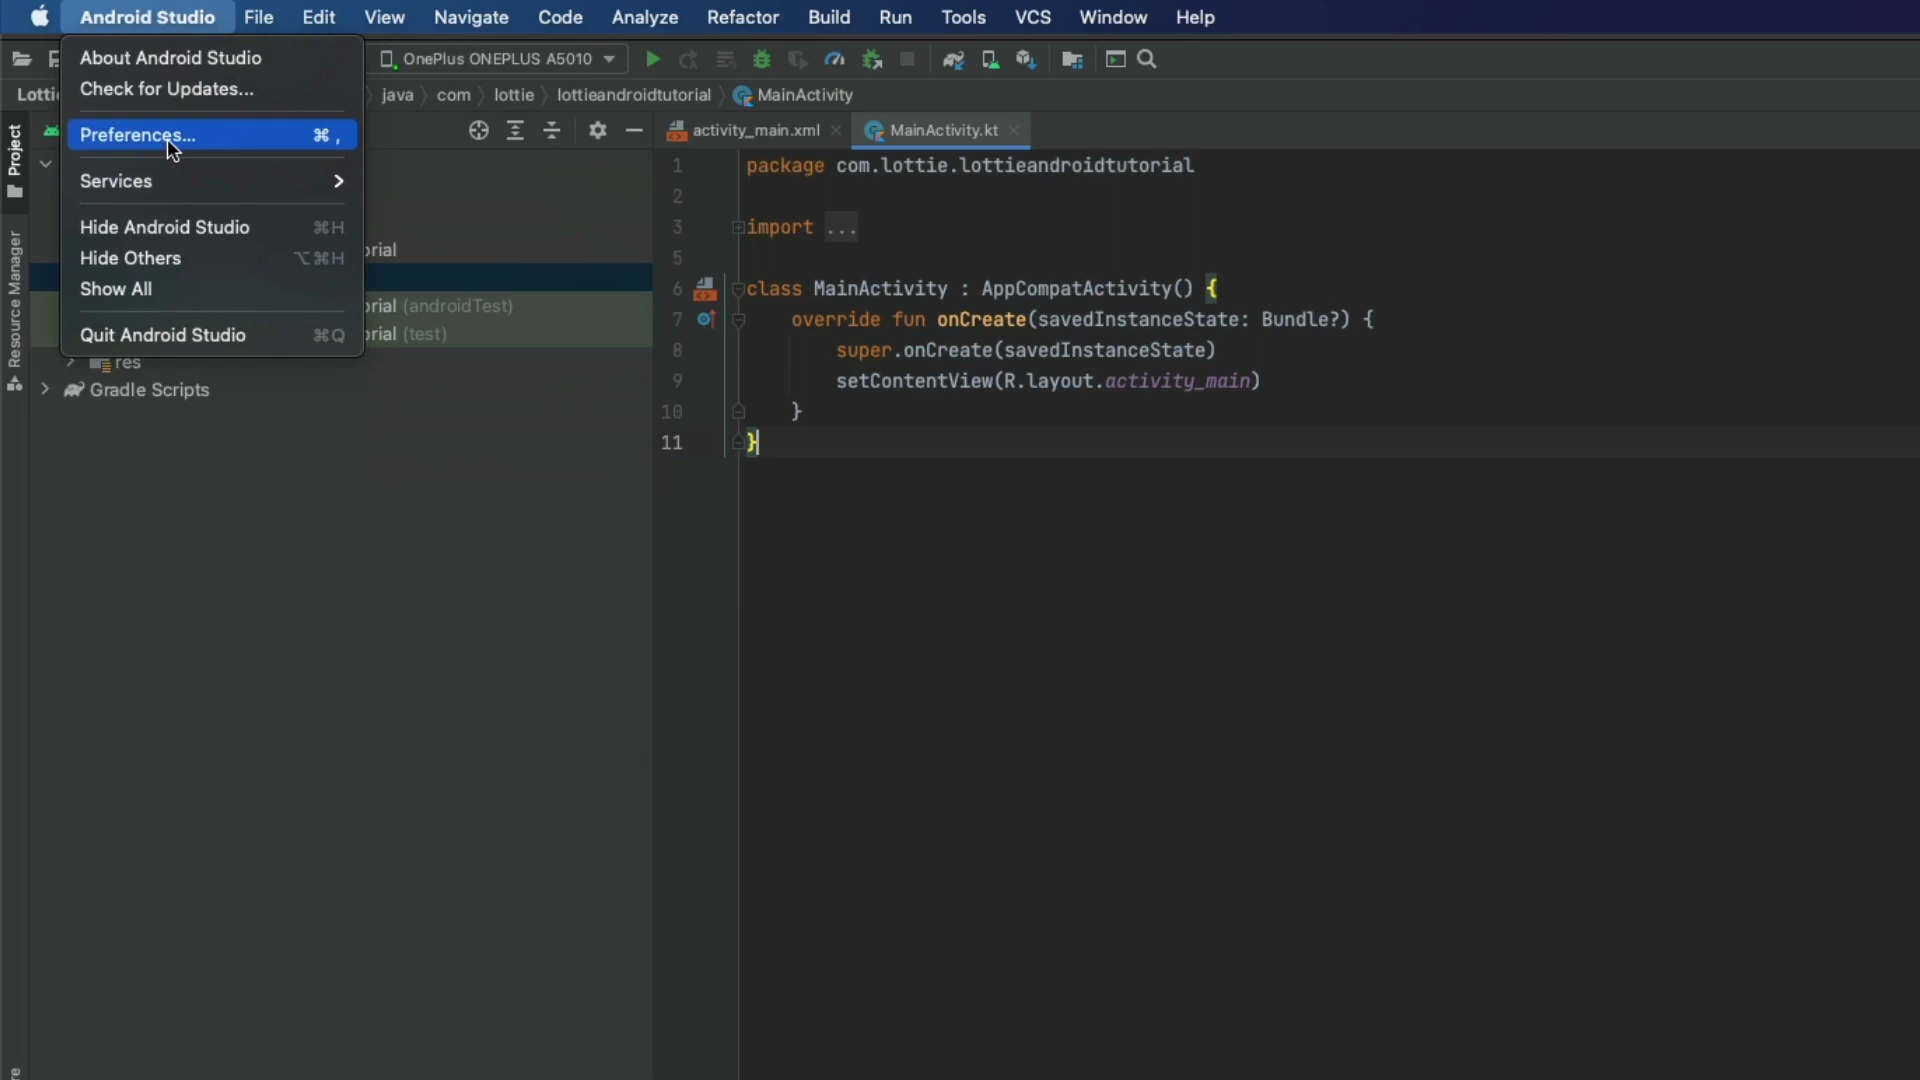 Android Studio File Edit View Navigate Code Analyze Refactor Build Run Tools VCS Window Help
About Android Studio
Check for Updates...
Preferences... ⌘ ,
Services
Hide Android Studio ⌘H
Hide Others ⌥⌘H
Show All
Quit Android Studio ⌘Q
OnePlus ONEPLUS A5010
Lottie java com lottie lottieandroidtutorial MainActivity
Project
Resource Manager
orial
orial (androidTest)
orial (test)
res
Gradle Scripts
activity_main.xml MainActivity.kt
1 package com.lottie.lottieandroidtutorial
2
3 import ...
5
6 class MainActivity : AppCompatActivity() {
7 override fun onCreate(savedInstanceState: Bundle?) {
8 super.onCreate(savedInstanceState)
9 setContentView(R.layout.activity_main)
10 }
11 }